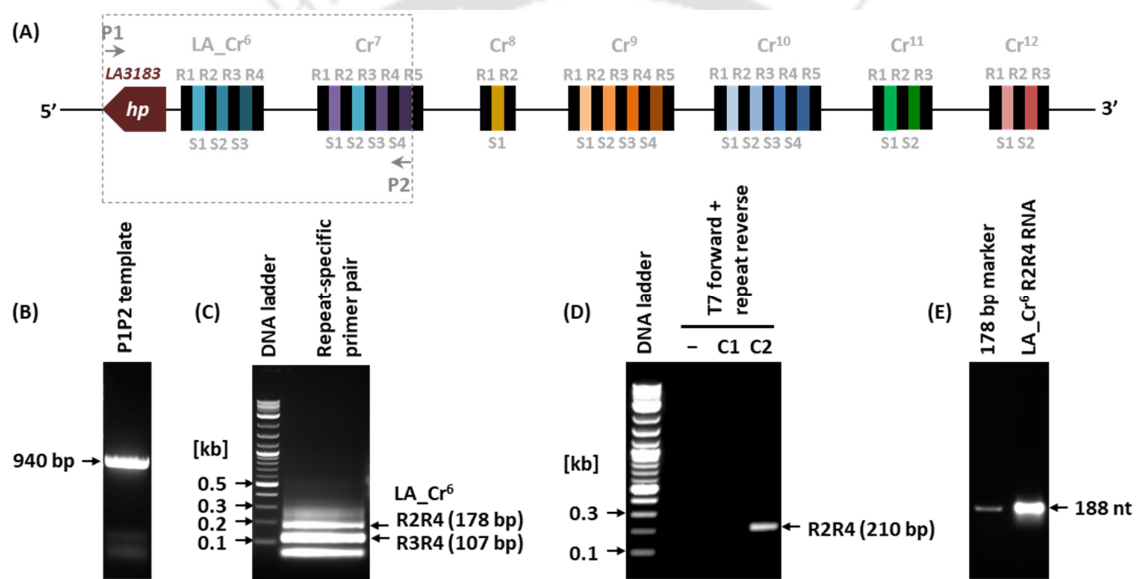 (A)
P1
LA_Cr⁶ Cr⁷ Cr⁸ Cr⁹ Cr¹⁰ Cr¹¹ Cr¹²
LA3183 R1 R2 R3 R4 R1 R2 R3 R4 R5 R1 R2 R1 R2 R3 R4 R5 R1 R2 R3 R4 R5 R1 R2 R3 R1 R2 R3
5’ hp 3’
S1 S2 S3 S1 S2 S3 S4 S1 S1 S2 S3 S4 S1 S2 S3 S4 S1 S2 S1 S2
P2
(B)
P1P2 template
940 bp
(C)
DNA ladder
Repeat-specific
primer pair
[kb]
0.5
0.3
0.2
0.1
LA_Cr⁶
R2R4 (178 bp)
R3R4 (107 bp)
(D)
DNA ladder
T7 forward +
repeat reverse
– C1 C2
[kb]
0.3
0.1
R2R4 (210 bp)
(E)
178 bp marker
LA_Cr⁶ R2R4 RNA
188 nt